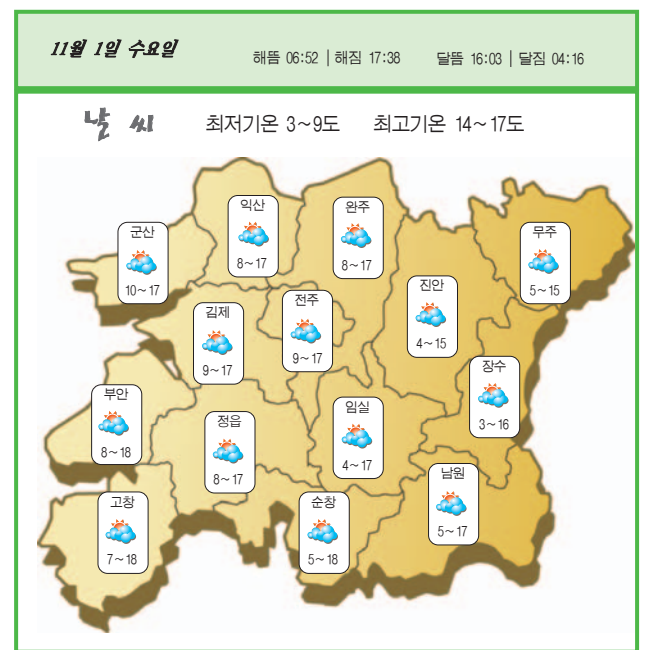 11월 1일 수요일
해뜸 06:52 | 해짐 17:38 달뜸 16:03 | 달짐 04:16
날 씨 최저기온 3~9도 최고기온 14~17도
익산
8~17
완주
8~17
군산
10~17
무주
5~15
진안
4~15
전주
9~17
김제
9~17
장수
3~16
부안
8~18
임실
4~17
정읍
8~17
남원
5~17
고창
7~18
순창
5~18